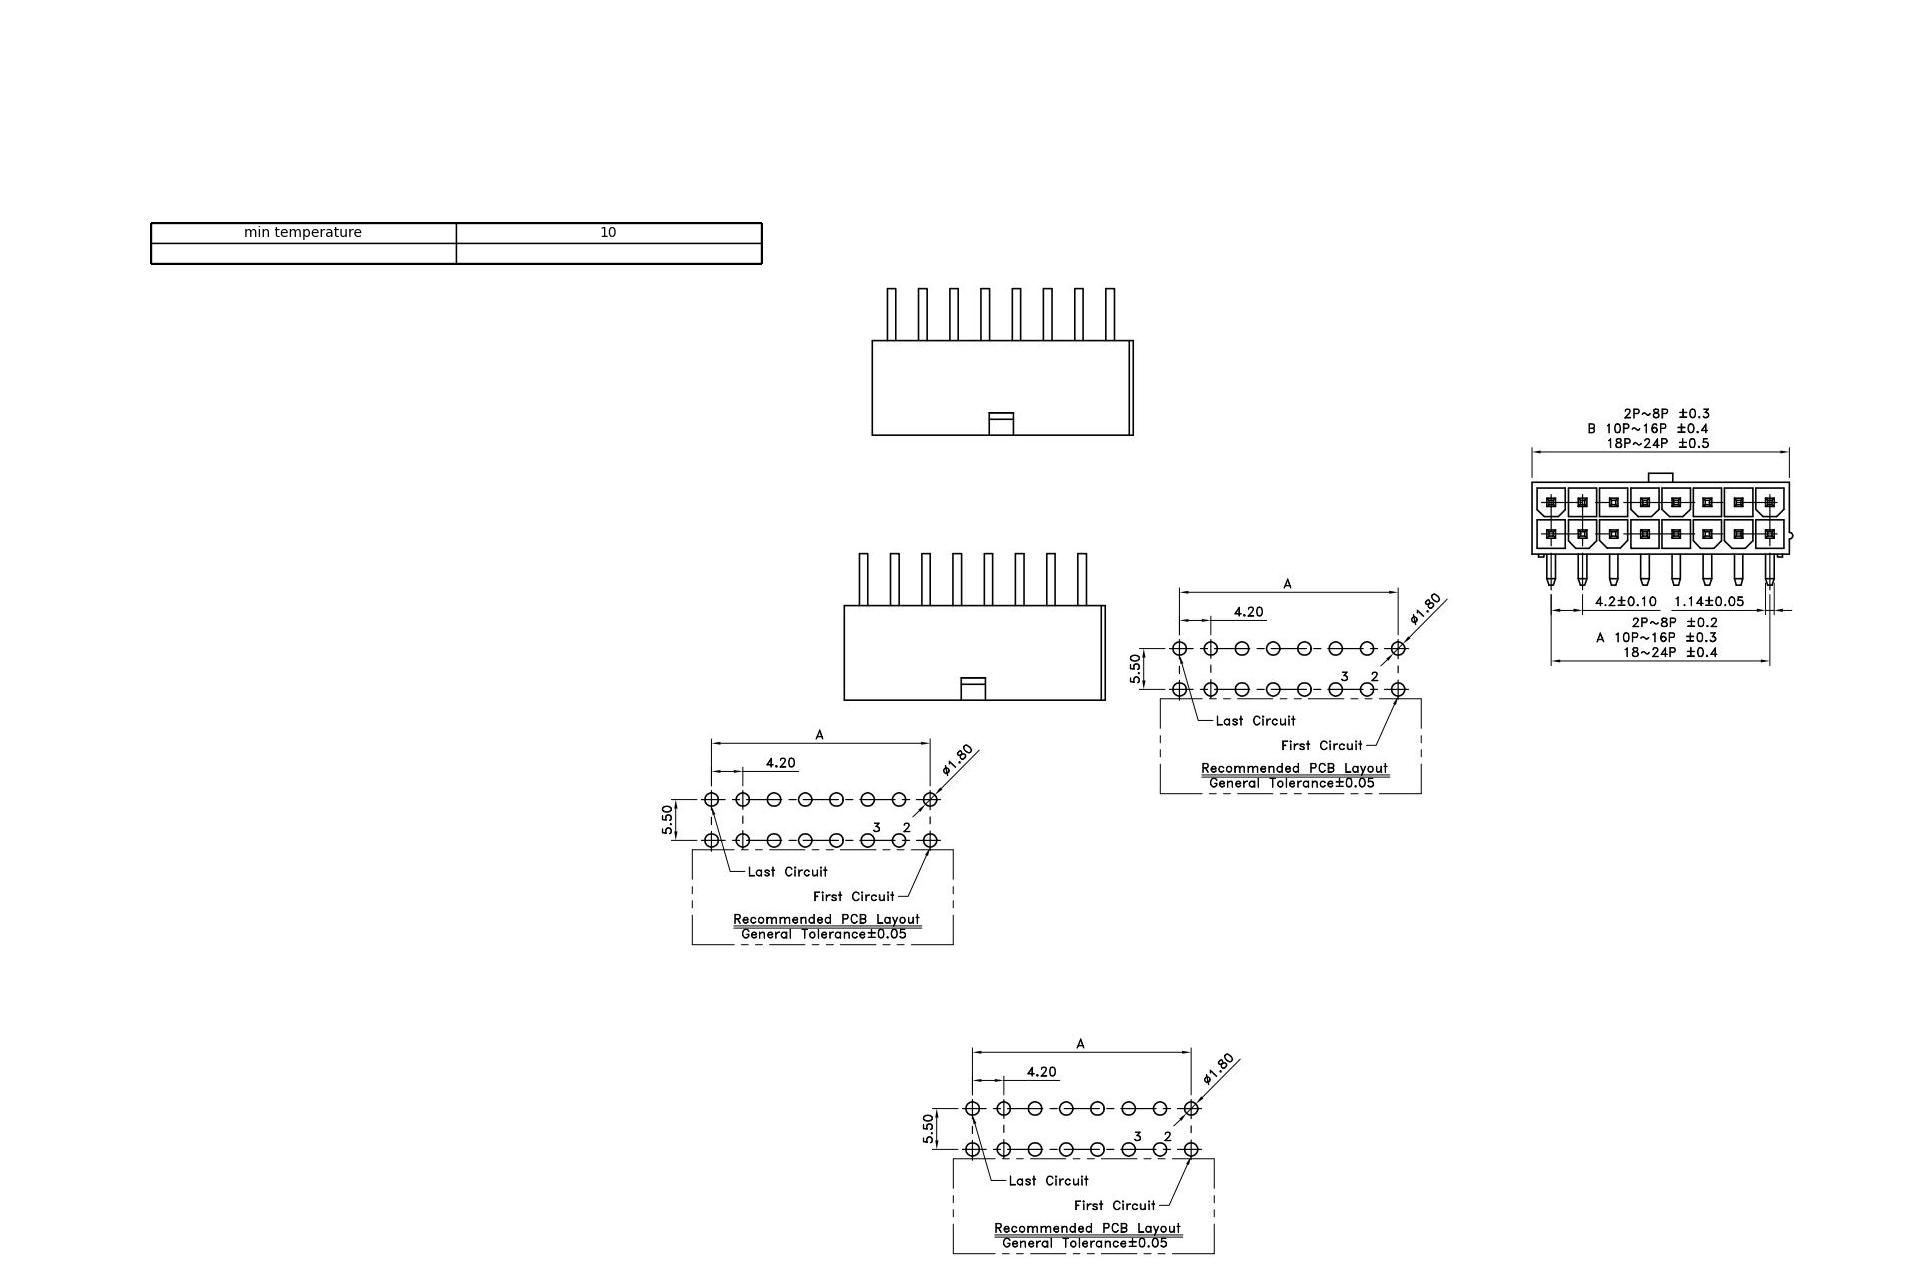 min temperature 10
2P~8P ±0.3
B 10P~16P ±0.4
18P~24P ±0.5
4.2±0.10 1.14±0.05
2P~8P ±0.2
A 10P~16P ±0.3
18~24P ±0.4
A
4.20
ø1.80
5.50
3 2
Last Circuit
First Circuit
Recommended PCB Layout
General Tolerance±0.05
A
4.20
ø1.80
5.50
3 2
Last Circuit
First Circuit
Recommended PCB Layout
General Tolerance±0.05
A
4.20
ø1.80
5.50
3 2
Last Circuit
First Circuit
Recommended PCB Layout
General Tolerance±0.05